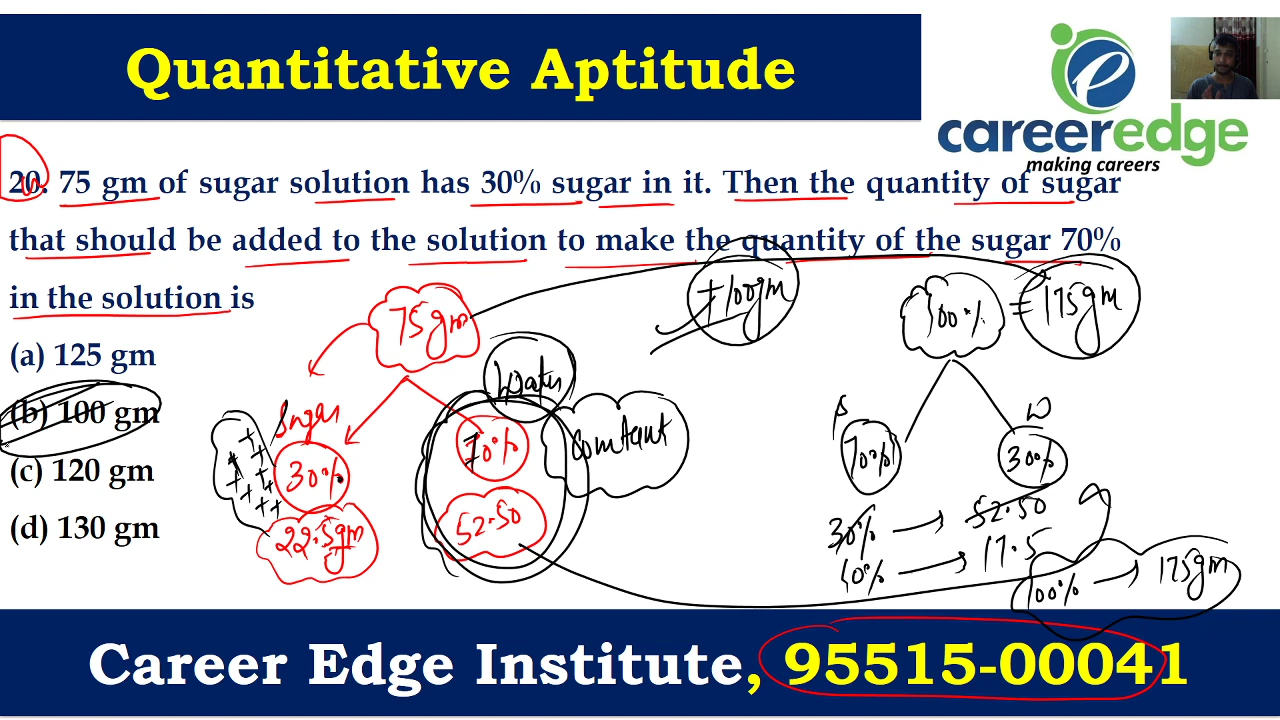 Quantitative Aptitude
careeredge
making careers
20. 75 gm of sugar solution has 30% sugar in it. Then the quantity of sugar
that should be added to the solution to make the quantity of the sugar 70%
in the solution is
(a) 125 gm
(b) 100 gm
(c) 120 gm
(d) 130 gm
75gm
+100gm
100% = 175gm
Water
Sugar
30%
70%
constant
22.5gm
52.50
S
W
70%
30%
30% → 52.50
10% → 17.5
100% → 175gm
Career Edge Institute, 95515-00041